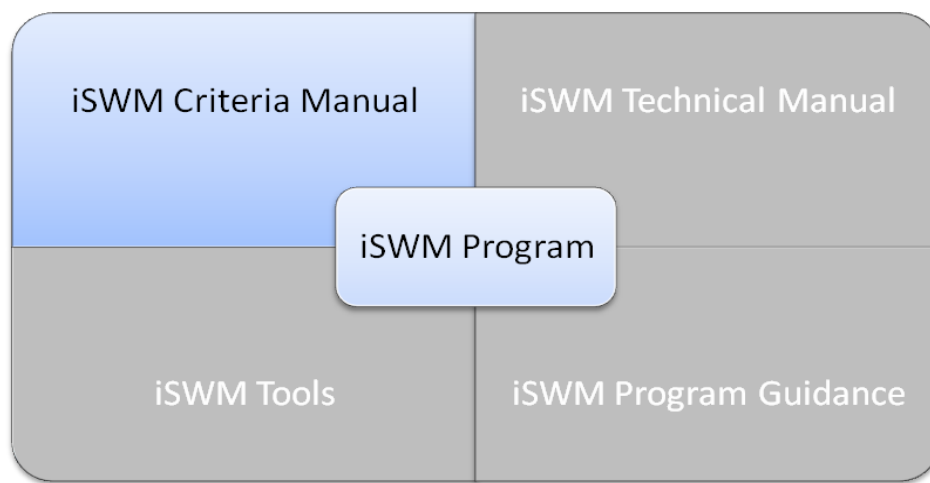 iSWM Criteria Manual
iSWM Technical Manual
iSWM Program
iSWM Tools
iSWM Program Guidance